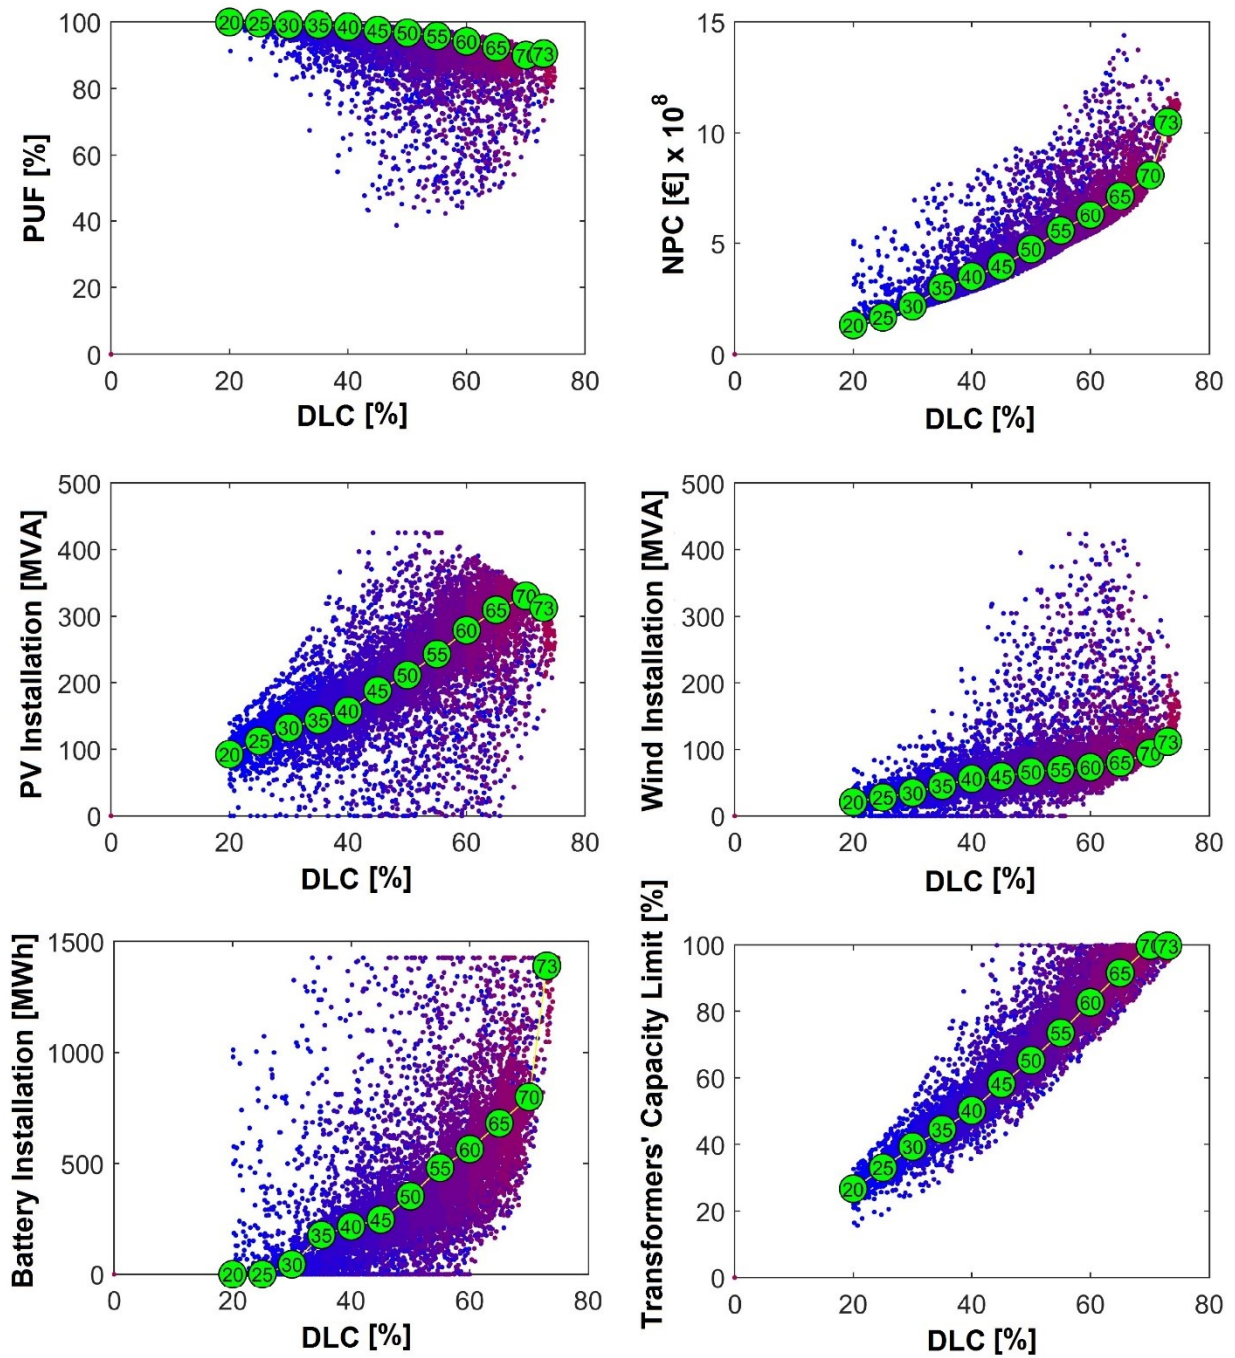 PUF [%]
100
80
60
40
20
0
20 25 30 35 40 45 50 55 60 65 70 73
0 20 40 60 80
DLC [%]
NPC [€] x 10⁸
15
10
5
0
20 25 30 35 40 45 50 55 60 65 70 73
0 20 40 60 80
DLC [%]
PV Installation [MVA]
500
400
300
200
100
0
20 25 30 35 40 45 50 55 60 65 70 73
0 20 40 60 80
DLC [%]
Wind Installation [MVA]
500
400
300
200
100
0
20 25 30 35 40 45 50 55 60 65 70 73
0 20 40 60 80
DLC [%]
Battery Installation [MWh]
1500
1000
500
0
20 25 30 35 40 45 50 55 60 65 70 73
0 20 40 60 80
DLC [%]
Transformers' Capacity Limit [%]
100
80
60
40
20
0
20 25 30 35 40 45 50 55 60 65 70 73
0 20 40 60 80
DLC [%]